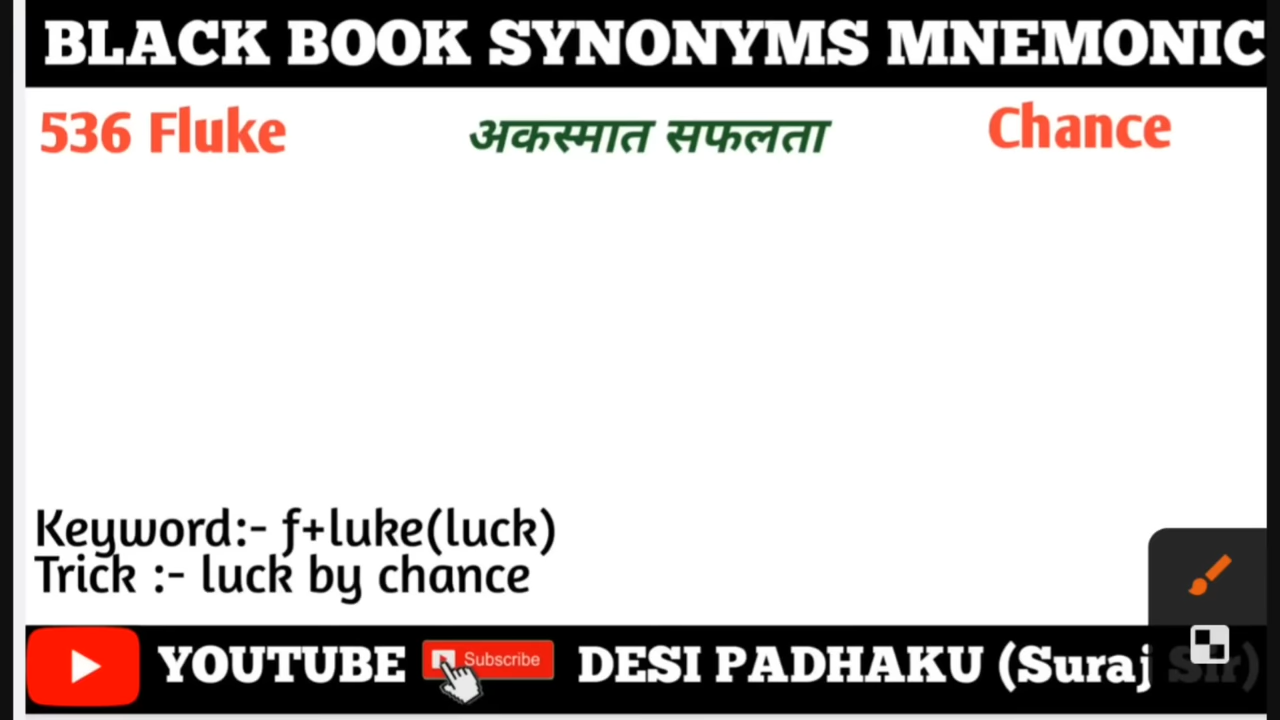 BLACK BOOK SYNONYMS MNEMONIC
536 Fluke अकस्मात सफलता Chance
Keyword:- f+luke(luck)
Trick :- luck by chance
YOUTUBE Subscribe DESI PADHAKU (Suraj Sir)